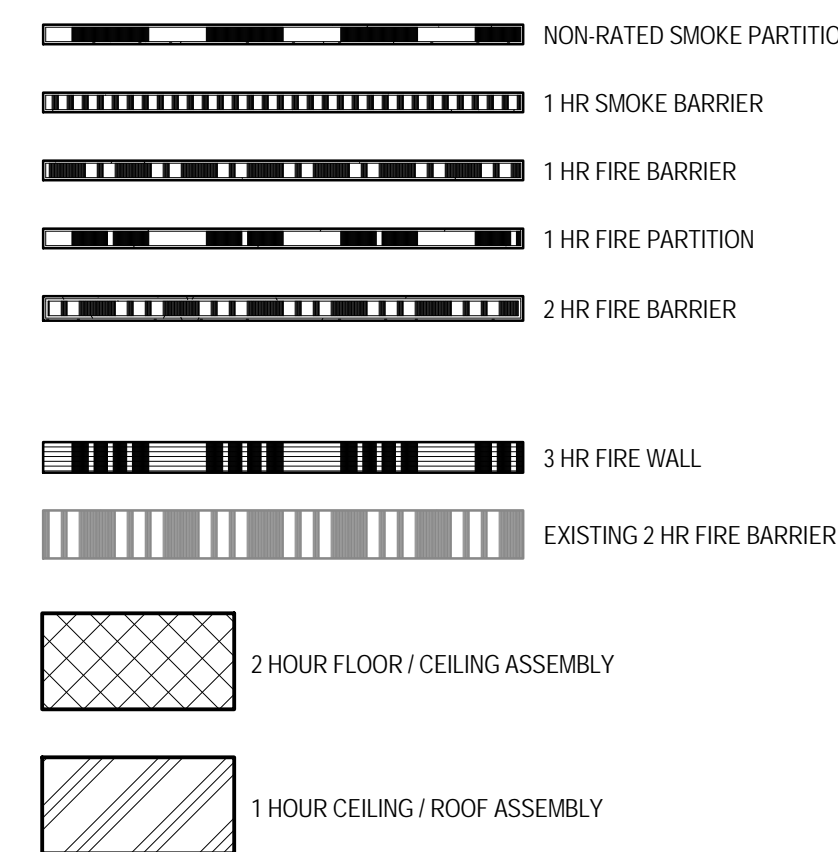 NON-RATED SMOKE PARTITIO
1 HR SMOKE BARRIER
1 HR FIRE BARRIER
1 HR FIRE PARTITION
2 HR FIRE BARRIER
3 HR FIRE WALL
EXISTING 2 HR FIRE BARRIER
2 HOUR FLOOR / CEILING ASSEMBLY
1 HOUR CEILING / ROOF ASSEMBLY